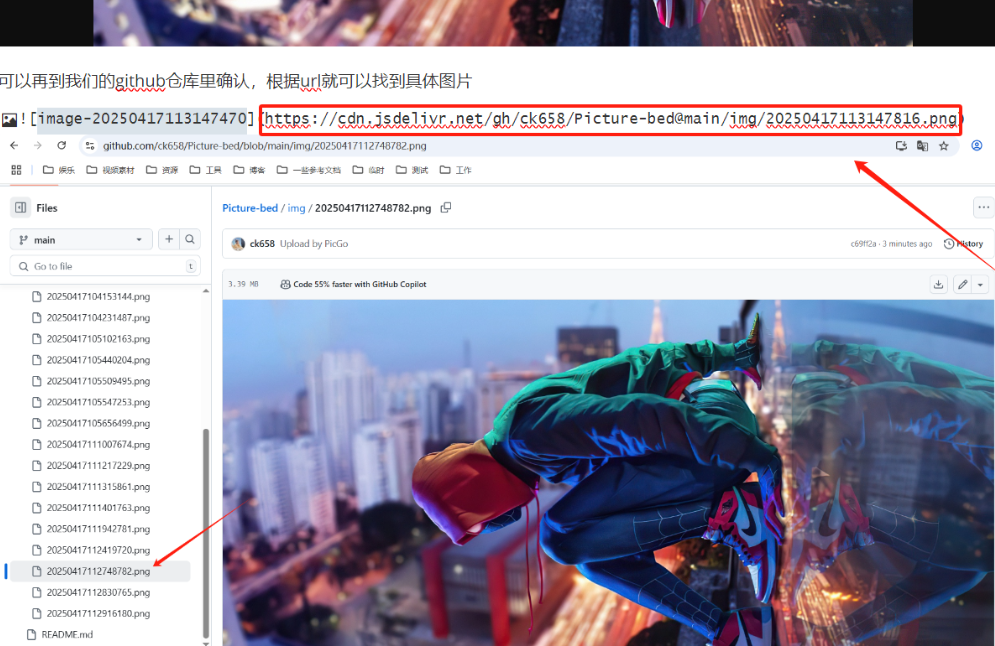 可以再到我们的github仓库里确认，根据url就可以找到具体图片
![image-20250417113147470](https://cdn.jsdelivr.net/gh/ck658/Picture-bed@main/img/20250417113147816.png)
github.com/ck658/Picture-bed/blob/main/img/20250417112748782.png
娱乐 视频素材 资源 工具 博客 一些参考文档 临时 测试 工作
Files
main
Go to file t
20250417104153144.png
20250417104231487.png
20250417105102163.png
20250417105440204.png
20250417105509495.png
20250417105547253.png
20250417105656499.png
20250417111007674.png
20250417111217229.png
20250417111315861.png
20250417111401763.png
20250417111942781.png
20250417112419720.png
20250417112748782.png
20250417112830765.png
20250417112916180.png
README.md
Picture-bed / img / 20250417112748782.png
ck658 Upload by PicGo c69ff2a · 3 minutes ago History
3.39 MB Code 55% faster with GitHub Copilot